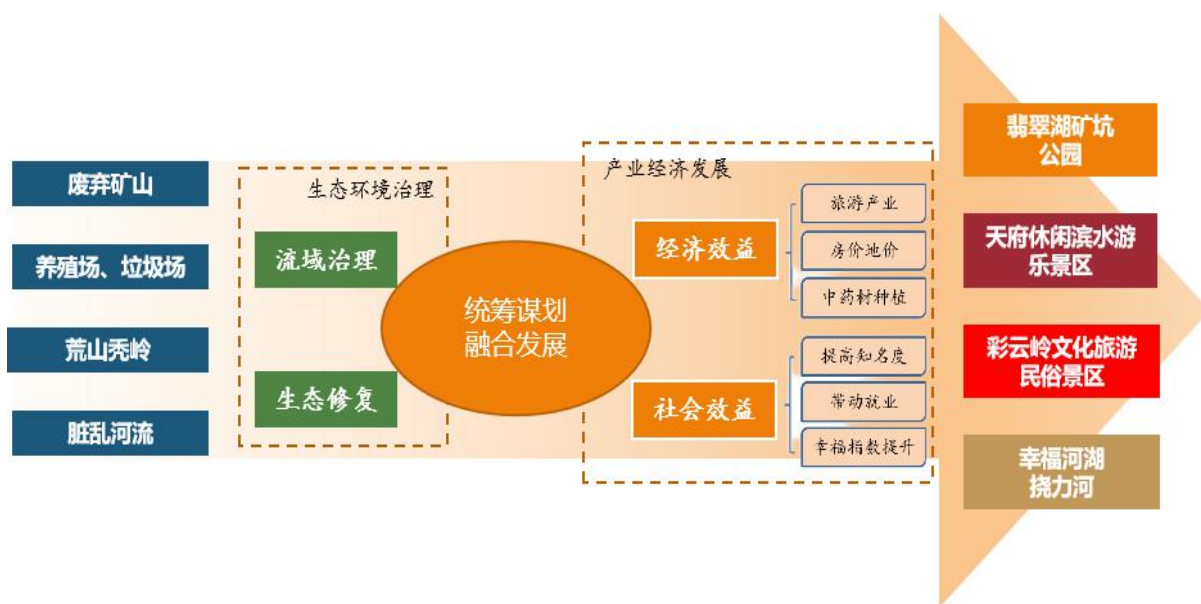 废弃矿山
养殖场、垃圾场
荒山秃岭
脏乱河流
生态环境治理
流域治理
生态修复
统筹谋划
融合发展
产业经济发展
经济效益
旅游产业
房价地价
中药材种植
社会效益
提高知名度
带动就业
幸福指数提升
翡翠湖矿坑
公园
天府休闲滨水游
乐景区
彩云岭文化旅游
民俗景区
幸福河湖
挠力河